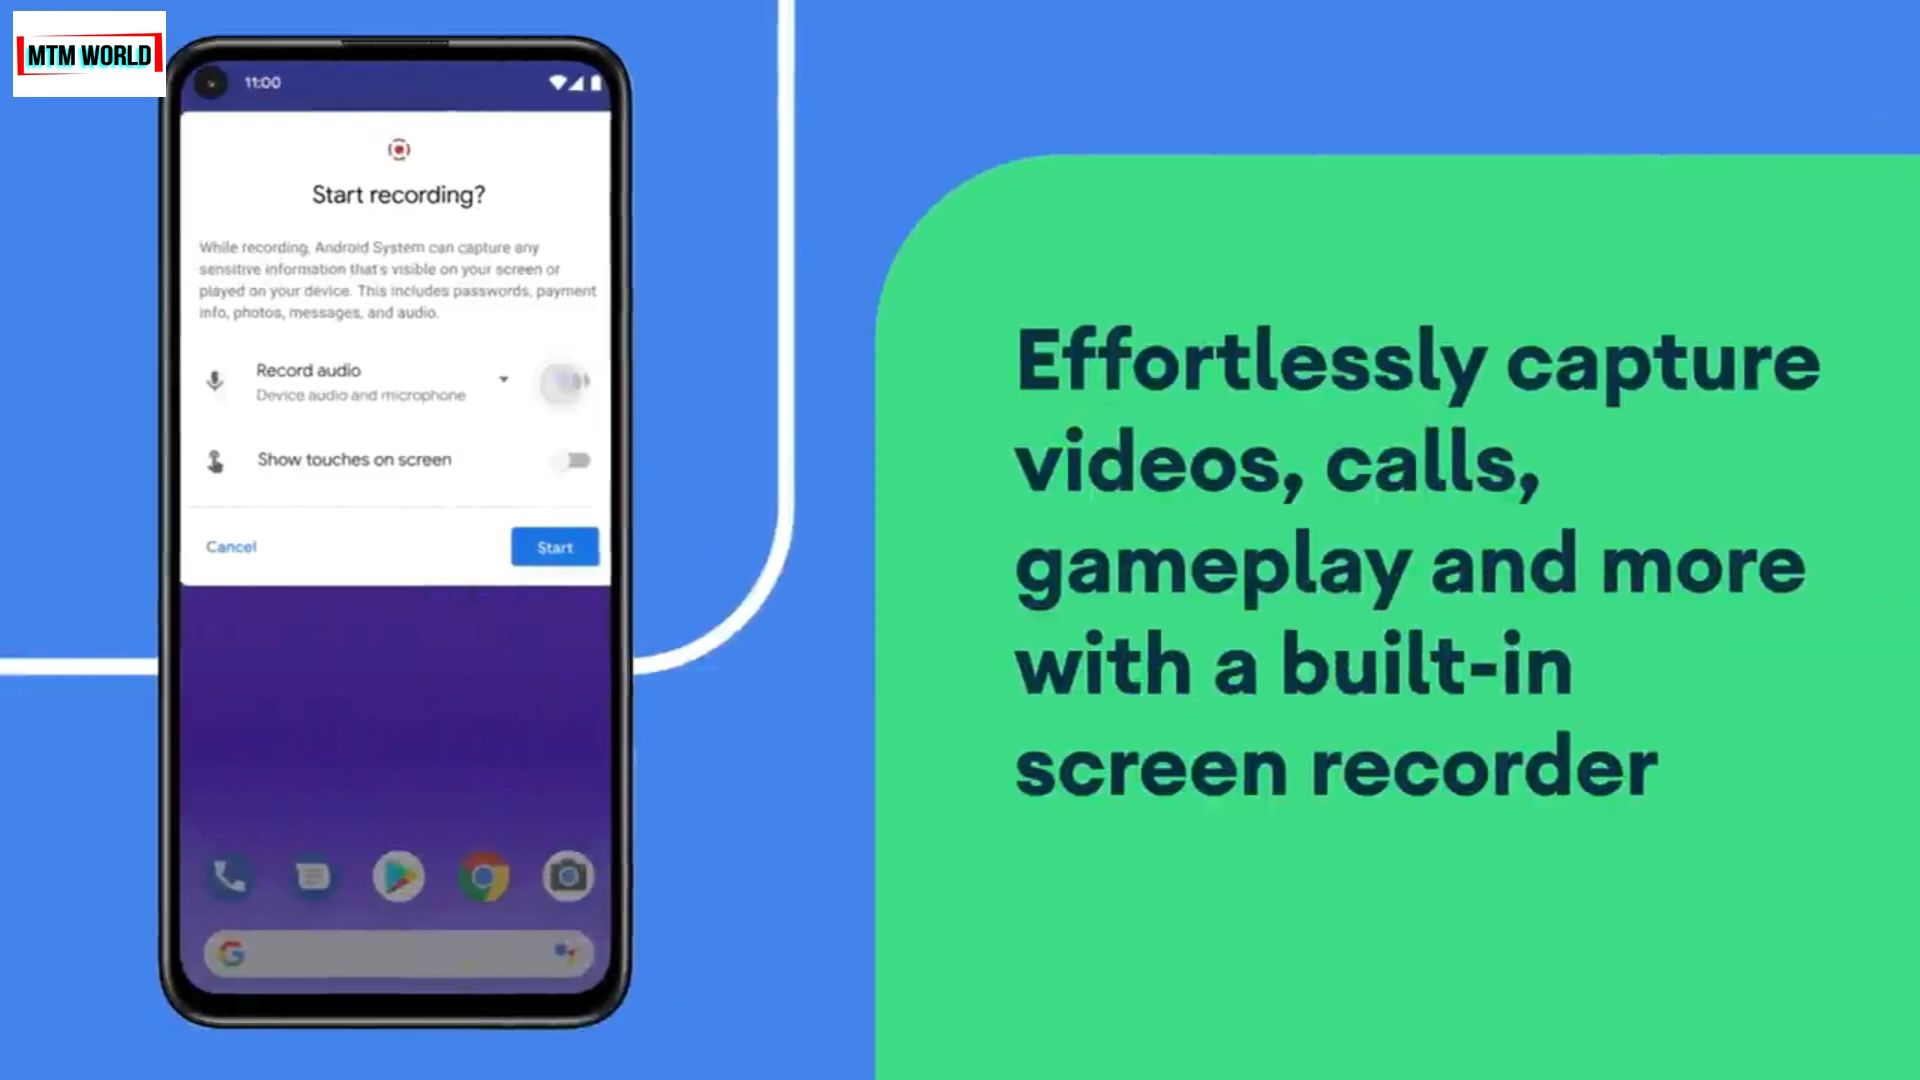 MTM WORLD
11:00
Start recording?
While recording, Android System can capture any
sensitive information that's visible on your screen or
played on your device. This includes passwords, payment
info, photos, messages, and audio.
Record audio
Device audio and microphone
Show touches on screen
Cancel
Start
Effortlessly capture
videos, calls,
gameplay and more
with a built-in
screen recorder